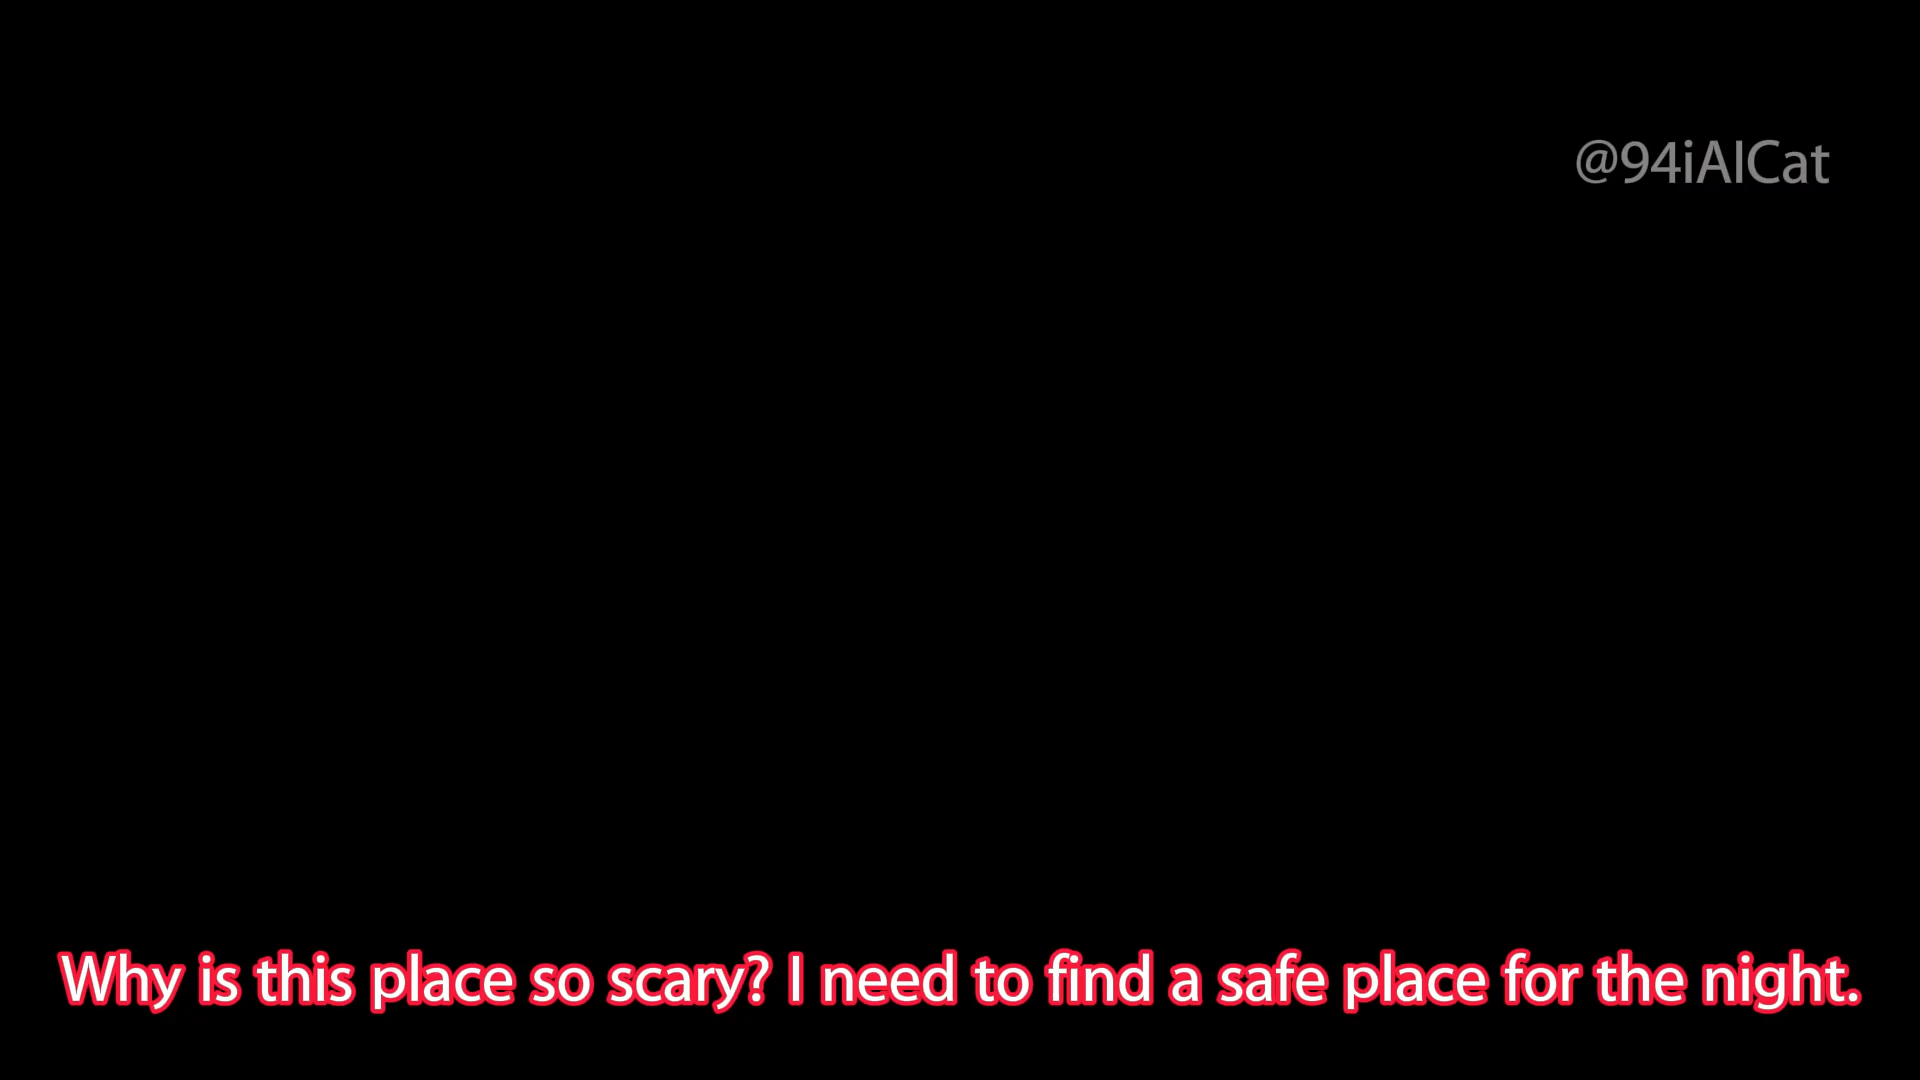 @94iAICat
Why is this place so scary? I need to find a safe place for the night.